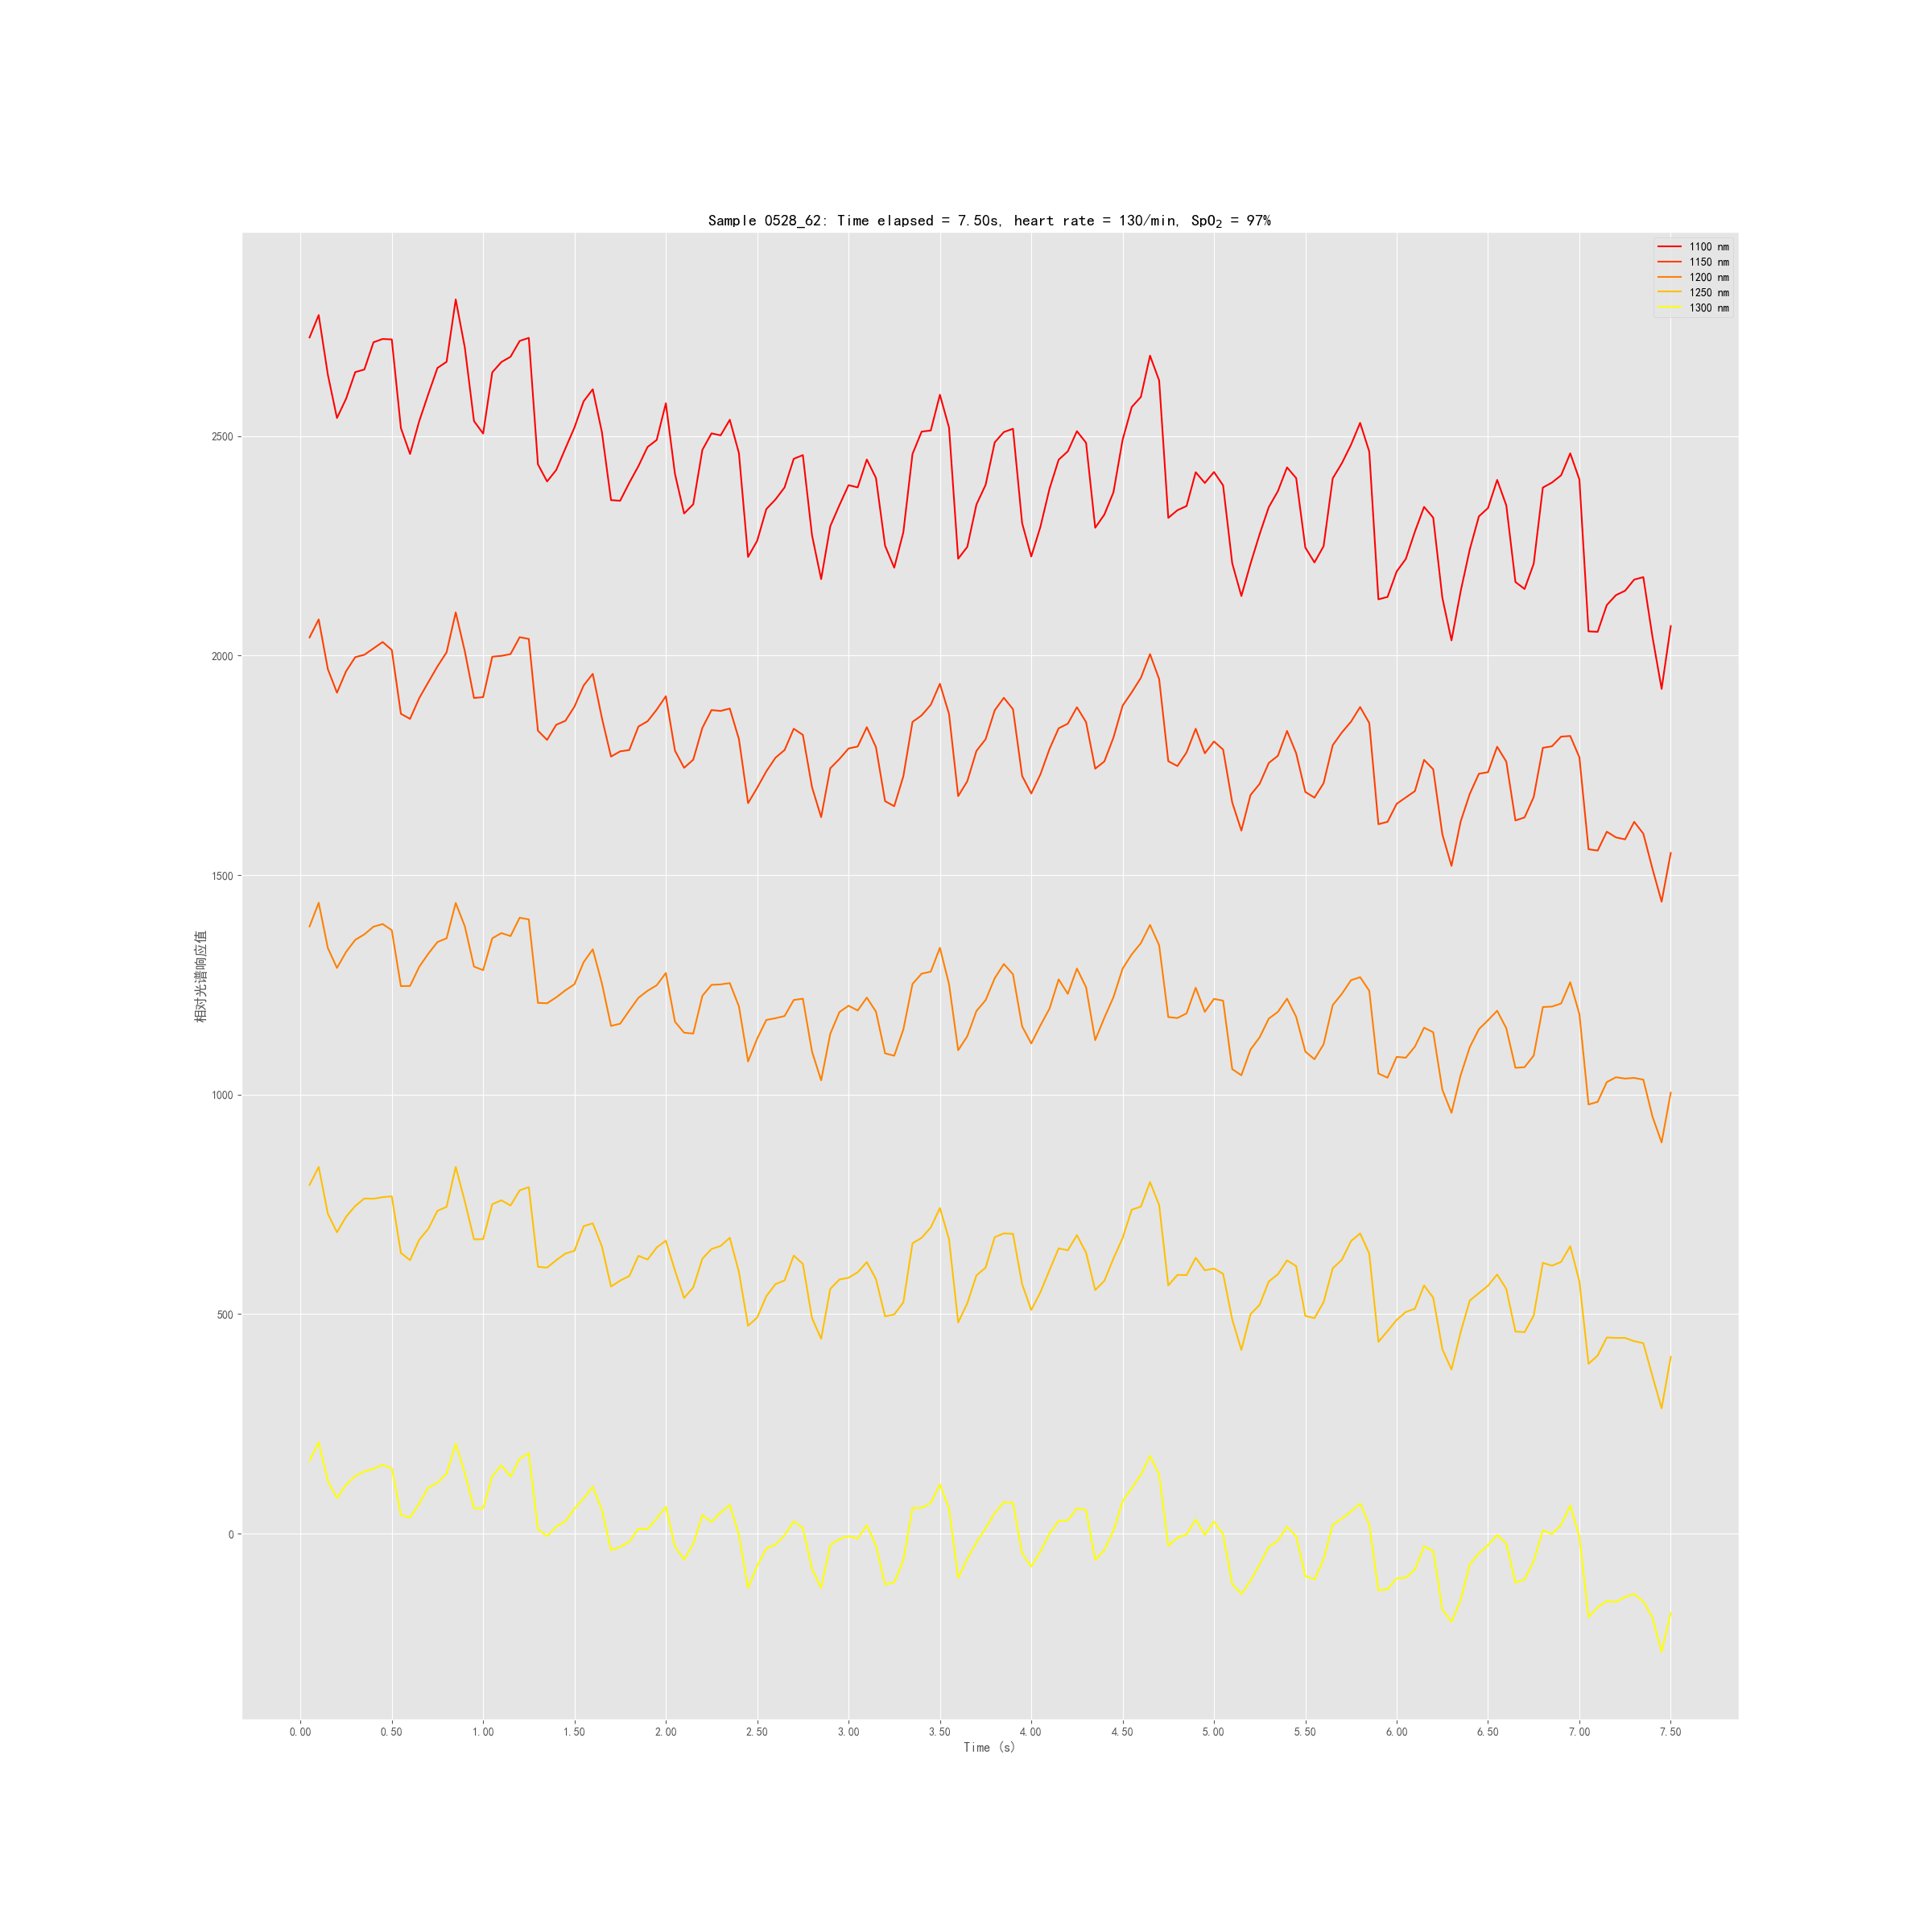 Sample 0528_62: Time elapsed = 7.50s, heart rate = 130/min, SpO₂ = 97%
1100 nm
1150 nm
1200 nm
1250 nm
1300 nm
2500
2000
1500
1000
500
0
相对光谱响应值
0.00 0.50 1.00 1.50 2.00 2.50 3.00 3.50 4.00 4.50 5.00 5.50 6.00 6.50 7.00 7.50
Time (s)